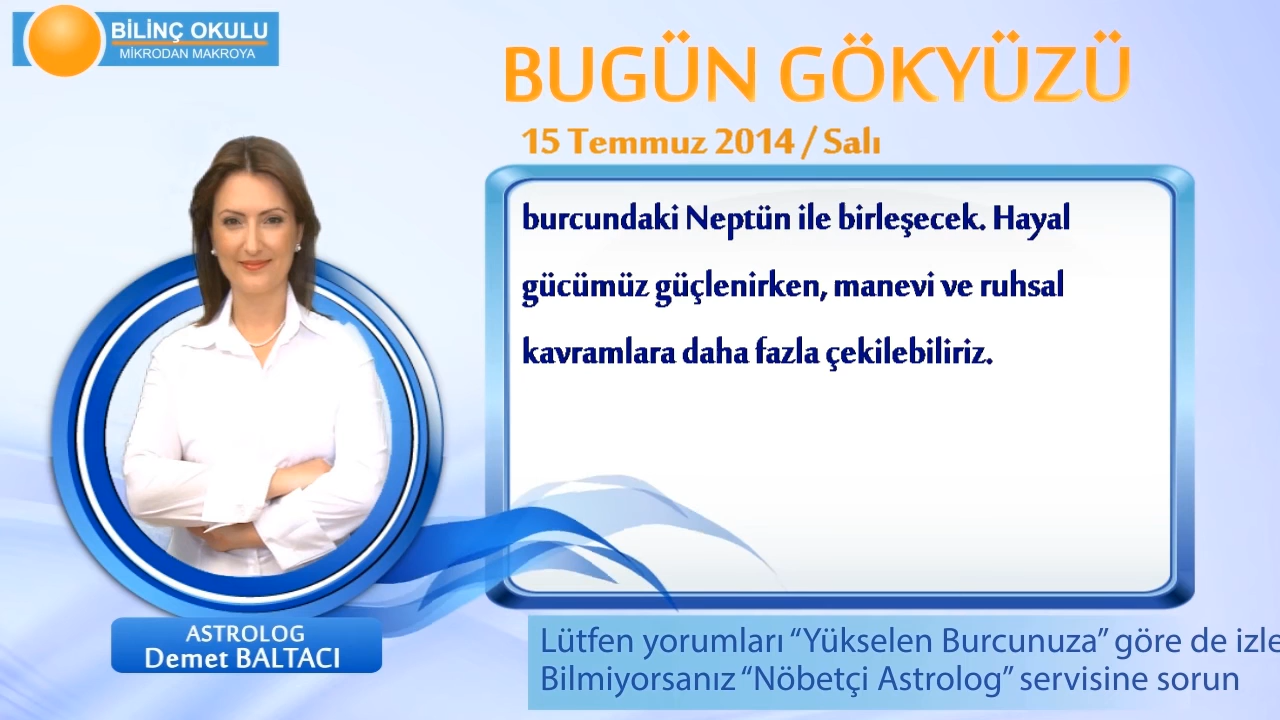 BİLİNÇ OKULU
MİKRODAN MAKROYA
BUGÜN GÖKYÜZÜ
15 Temmuz 2014 / Salı
burcundaki Neptün ile birleşecek. Hayal
gücümüz güçlenirken, manevi ve ruhsal
kavramlara daha fazla çekilebiliriz.
ASTROLOG
Demet BALTACI
Lütfen yorumları “Yükselen Burcunuza” göre de izle
Bilmiyorsanız “Nöbetçi Astrolog” servisine sorun